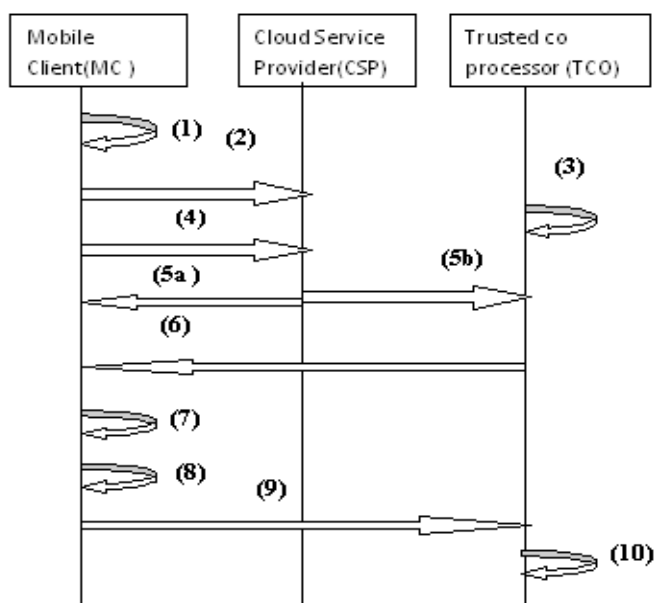 Mobile
Client(MC )
Cloud Service
Provider(CSP)
Trusted co
processor (TCO)
(1)
(2)
(3)
(4)
(5a )
(5b)
(6)
(7)
(8)
(9)
(10)